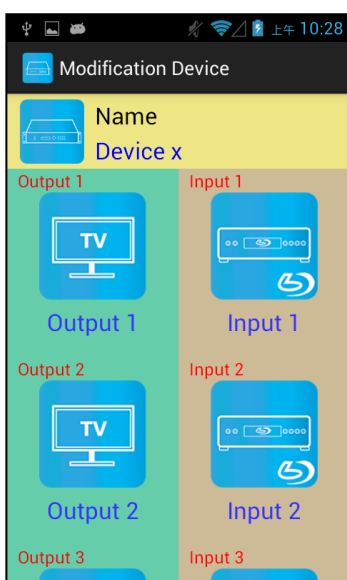 上午 10:28
Modification Device
Name
Device x
Output 1 Input 1
TV
Output 1 Input 1
Output 2 Input 2
TV
Output 2 Input 2
Output 3 Input 3